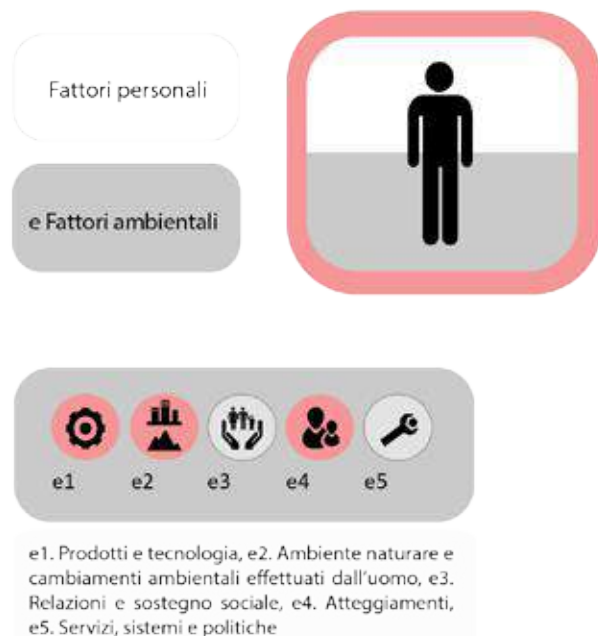 Fattori personali
e Fattori ambientali
e1 e2 e3 e4 e5
e1. Prodotti e tecnologia, e2. Ambiente naturare e
cambiamenti ambientali effettuati dall'uomo, e3.
Relazioni e sostegno sociale, e4. Atteggiamenti,
e5. Servizi, sistemi e politiche